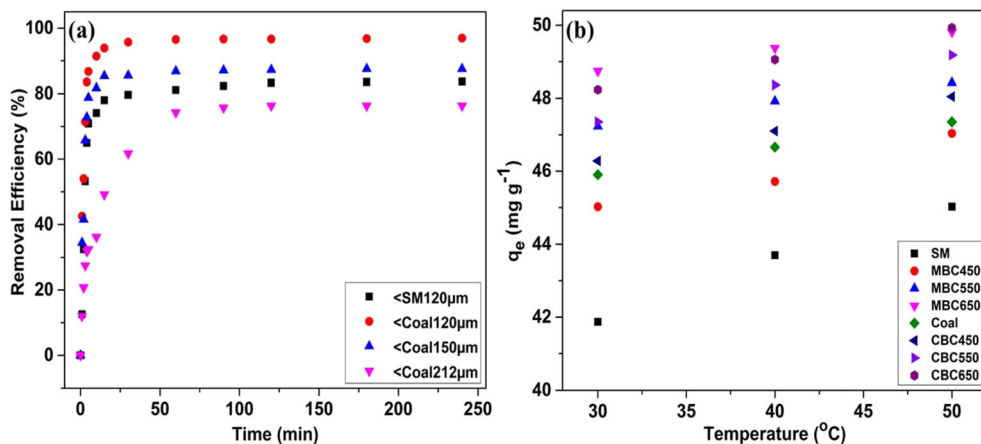 (a)
100
80
60
40
20
0
Removal Efficiency (%)
0 50 100 150 200 250
Time (min)
<SM120µm
<Coal120µm
<Coal150µm
<Coal212µm
(b)
50
48
46
44
42
40
qe (mg g-1)
30 35 40 45 50
Temperature (OC)
SM
MBC450
MBC550
MBC650
Coal
CBC450
CBC550
CBC650